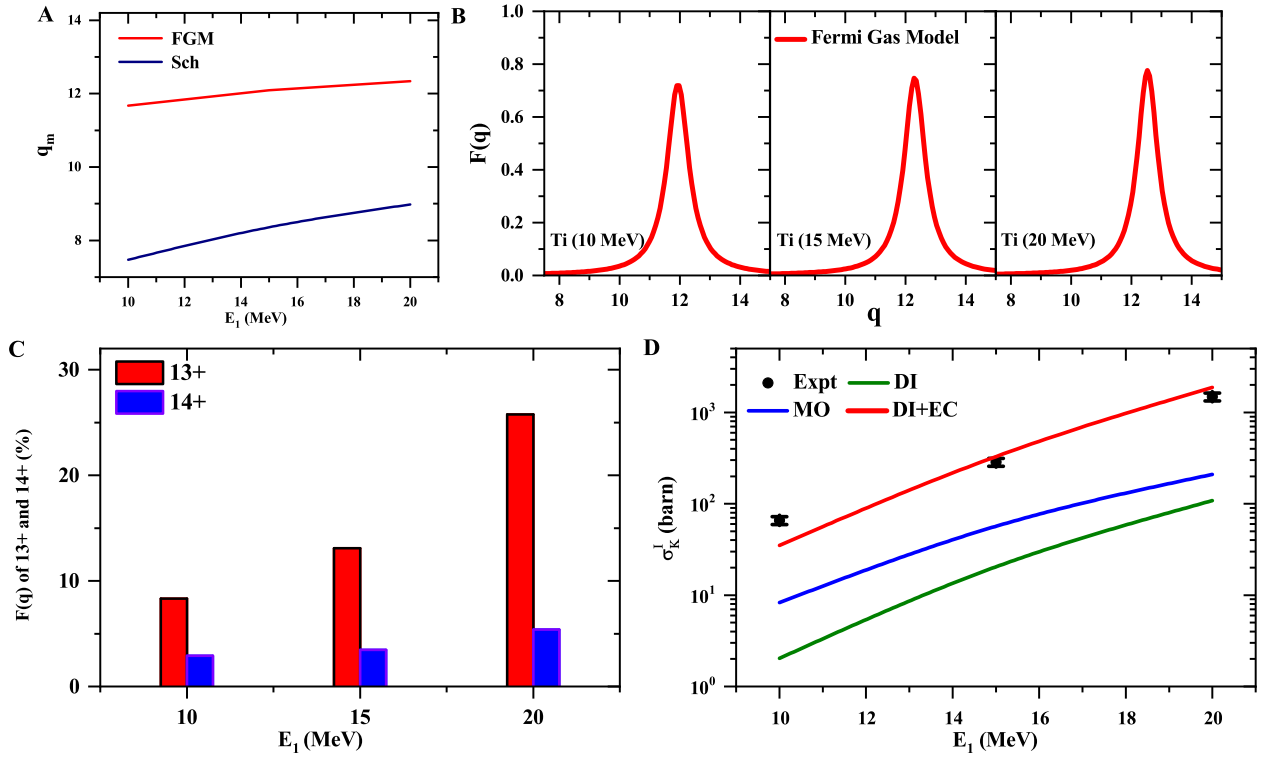 A
FGM
Sch
14
12
10
8
q_m
10 12 14 16 18 20
E_1 (MeV)
B
1.0
0.8
0.6
0.4
0.2
0.0
F(q)
Fermi Gas Model
Ti (10 MeV)
Ti (15 MeV)
Ti (20 MeV)
8 10 12 14
8 10 12 14
8 10 12 14
q
C
13+
14+
30
20
10
0
F(q) of 13+ and 14+ (%)
10 15 20
E_1 (MeV)
D
Expt
DI
MO
DI+EC
10^3
10^2
10^1
10^0
σ_K^I (barn)
10 12 14 16 18 20
E_1 (MeV)